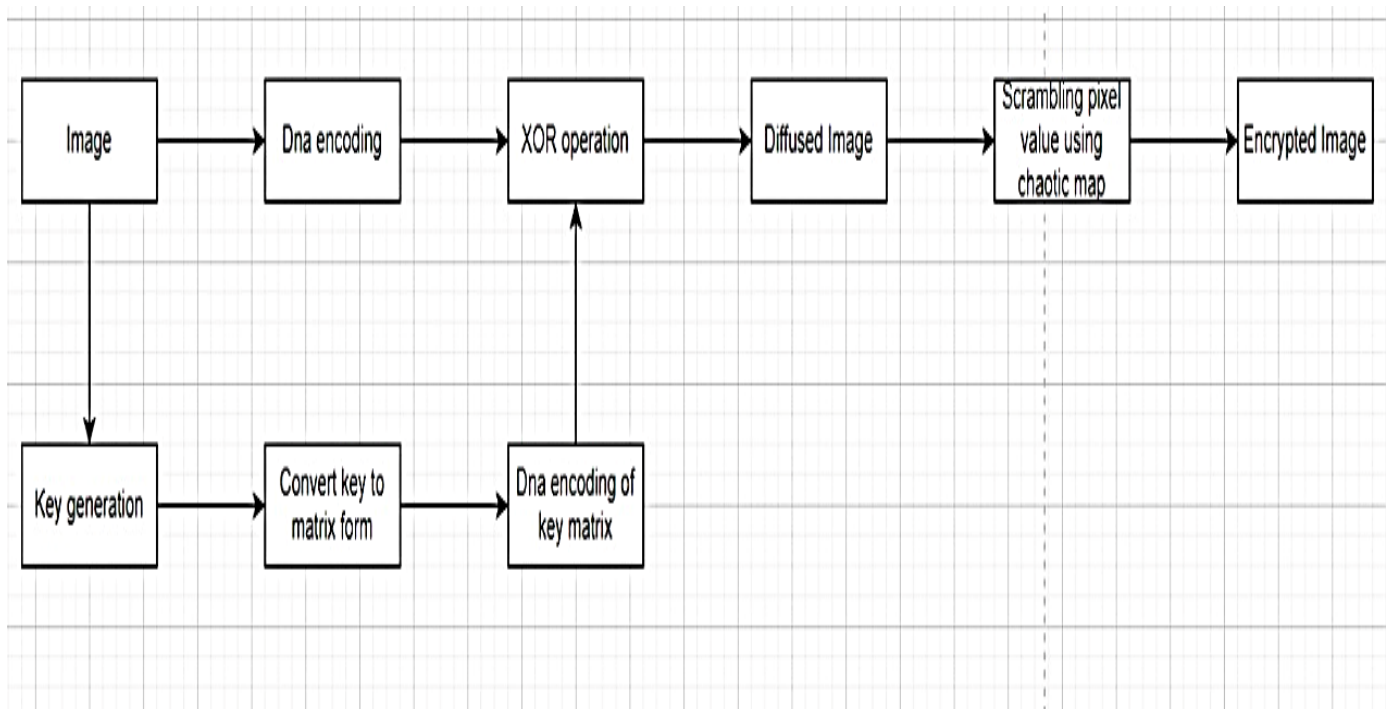 Image
Dna encoding
XOR operation
Diffused Image
Scrambling pixel
value using
chaotic map
Encrypted Image
Key generation
Convert key to
matrix form
Dna encoding of
key matrix